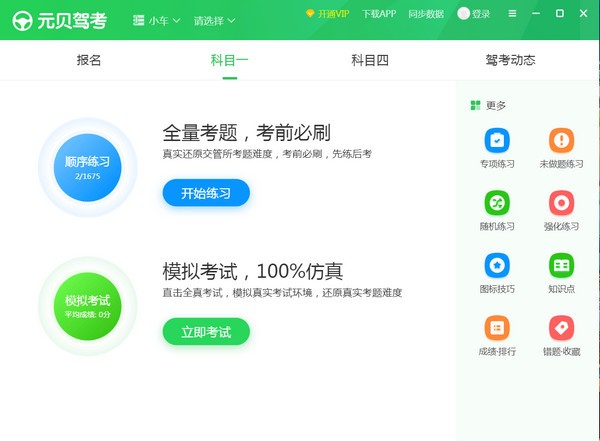 元贝驾考
小车
请选择
开通VIP
下载APP
同步数据
登录
报名
科目一
科目四
驾考动态
顺序练习
2/1675
全量考题，考前必刷
真实还原交管所考题难度，考前必刷，先练后考
开始练习
模拟考试
平均成绩: 0分
模拟考试，100%仿真
直击全真考试，模拟真实考试环境，还原真实考题难度
立即考试
更多
专项练习
未做题练习
随机练习
强化练习
图标技巧
知识点
成绩·排行
错题·收藏